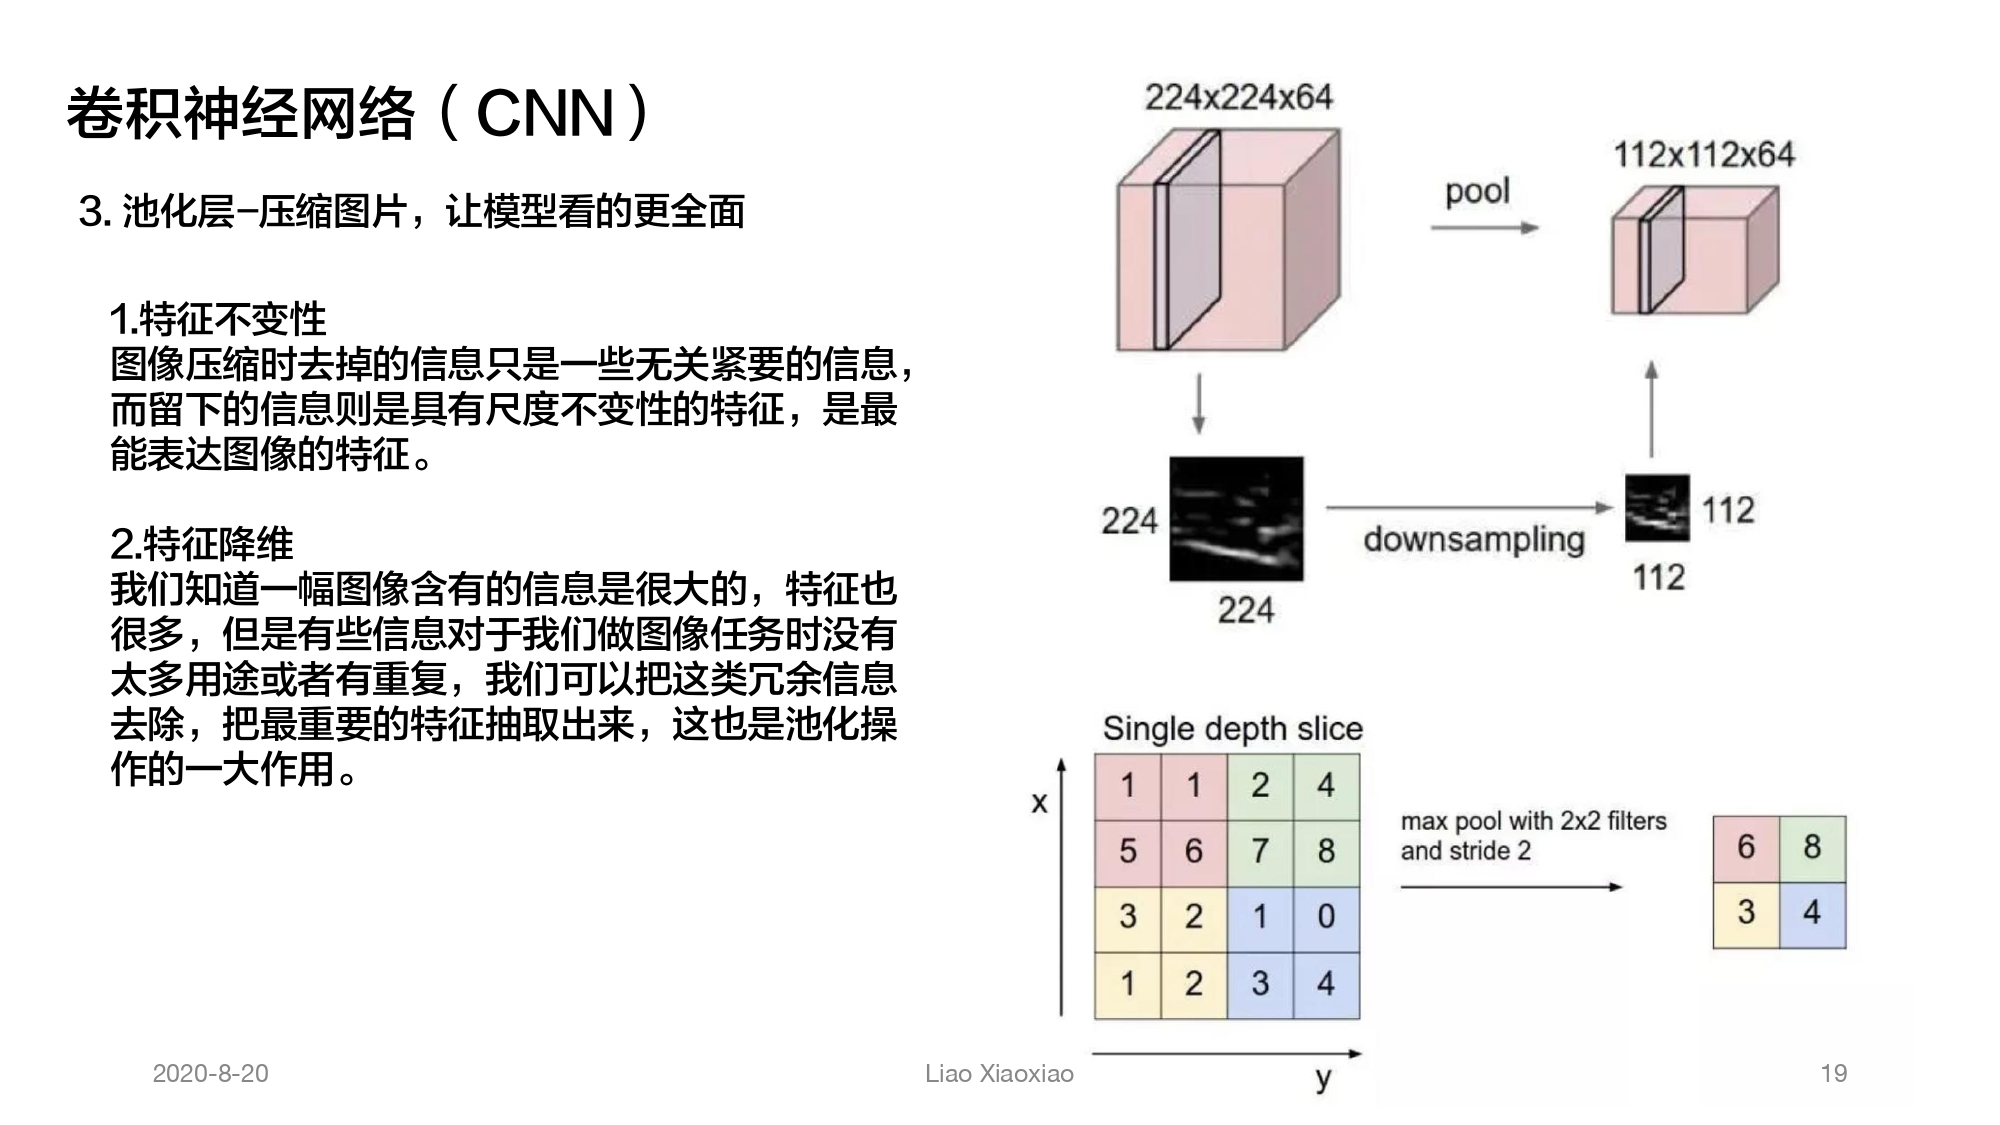 卷积神经网络（CNN）
3. 池化层–压缩图片，让模型看的更全面
1.特征不变性
图像压缩时去掉的信息只是一些无关紧要的信息，
而留下的信息则是具有尺度不变性的特征，是最
能表达图像的特征。
2.特征降维
我们知道一幅图像含有的信息是很大的，特征也
很多，但是有些信息对于我们做图像任务时没有
太多用途或者有重复，我们可以把这类冗余信息
去除，把最重要的特征抽取出来，这也是池化操
作的一大作用。
224x224x64
pool
112x112x64
224
224
downsampling
112
112
Single depth slice
x
1 1 2 4
5 6 7 8
3 2 1 0
1 2 3 4
y
max pool with 2x2 filters
and stride 2
6 8
3 4
2020-8-20
Liao Xiaoxiao
19